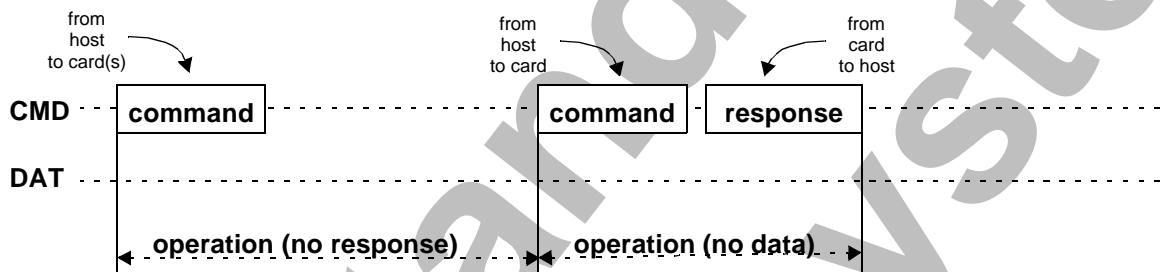 from
host
to card(s)
from
host
to card
from
card
to host
CMD command command response
DAT
operation (no response) operation (no data)